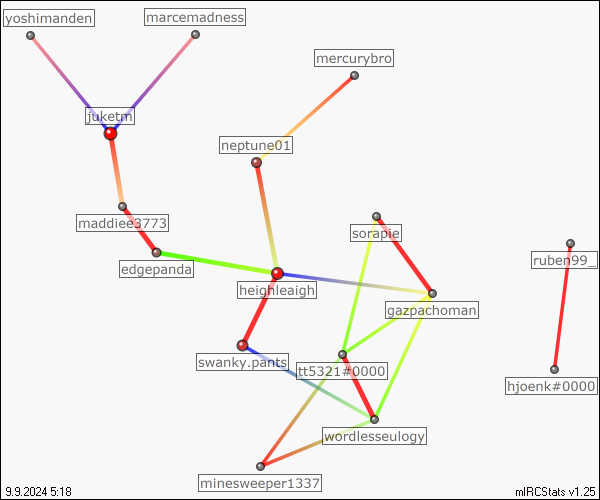 yoshimanden
marcemadness
mercurybro
juketm
neptune01
maddiee3773
sorapie
edgepanda
ruben99_
heighleaigh
gazpachoman
swanky.pants
tt5321#0000
hjoenk#0000
wordlesseulogy
minesweeper1337
9.9.2024 5:18
mIRCStats v1.25